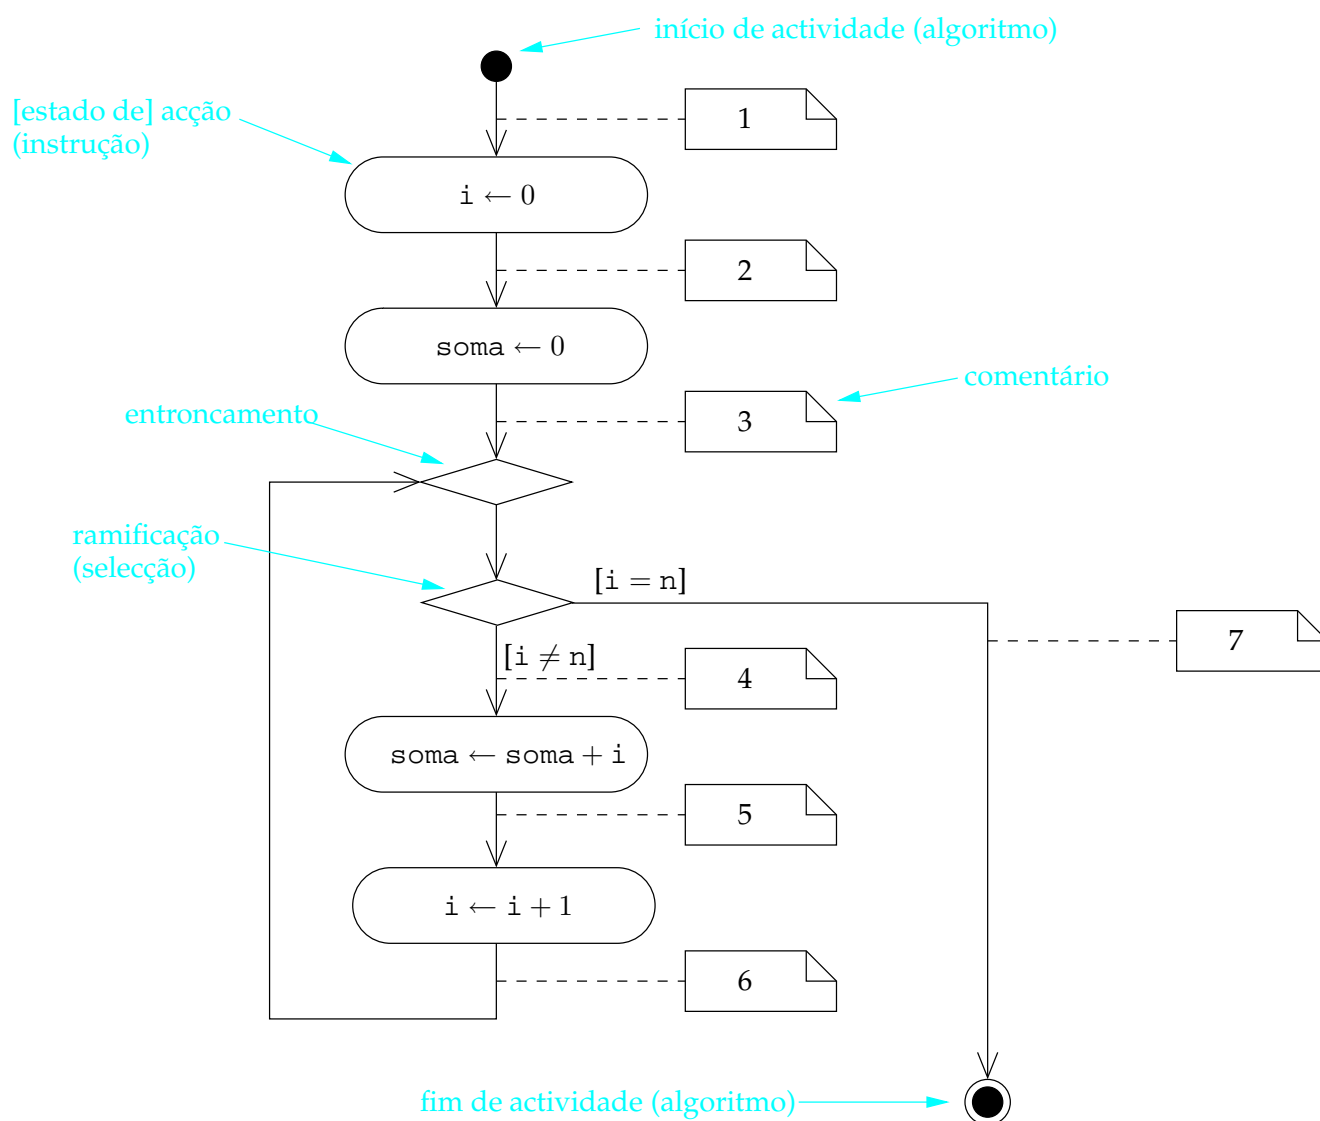 início de actividade (algoritmo)
[estado de] acção
(instrução)
1
i ← 0
2
soma ← 0
comentário
entroncamento
3
ramificação
(selecção)
[i = n]
7
[i ≠ n]
4
soma ← soma + i
5
i ← i + 1
6
fim de actividade (algoritmo)